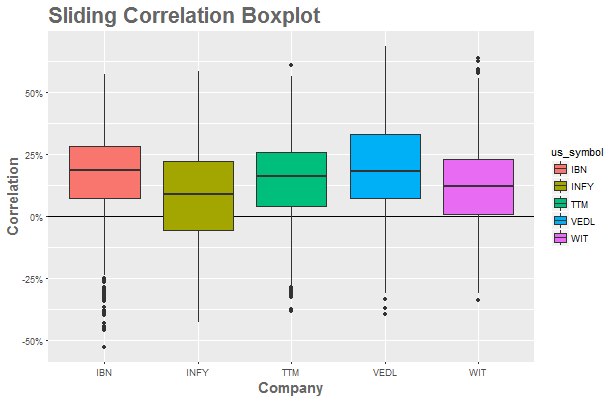 Sliding Correlation Boxplot
50%
25%
0%
-25%
-50%
Correlation
IBN
INFY
TTM
VEDL
WIT
Company
us_symbol
IBN
INFY
TTM
VEDL
WIT